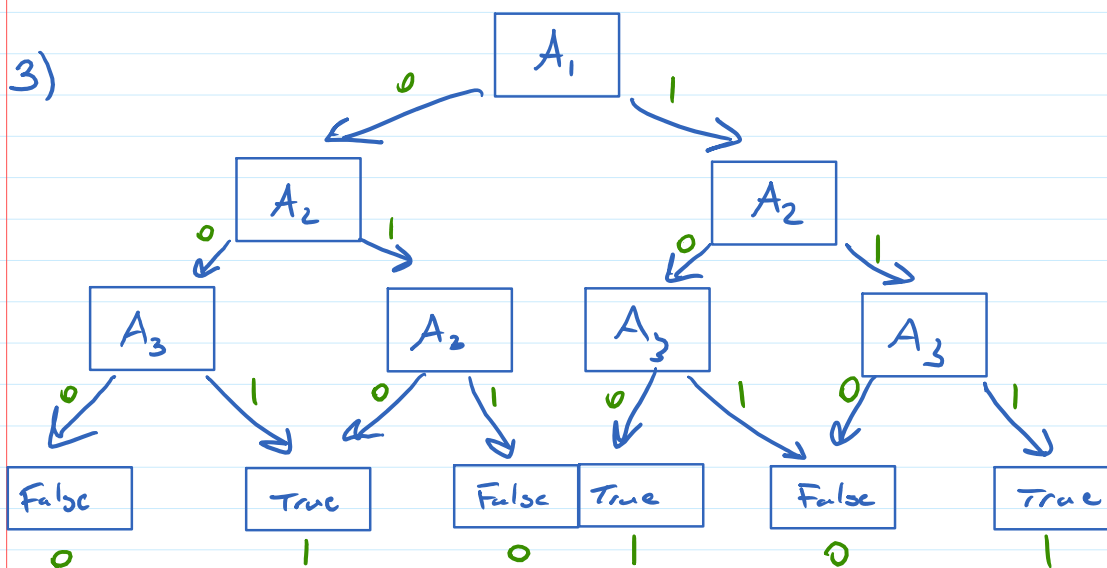 3)
A₁
0 1
A₂ A₂
0 1 0 1
A₃ A₃ A₃ A₃
0 1 0 1 0 1 0 1
False True False True False True
0 1 0 1 0 1